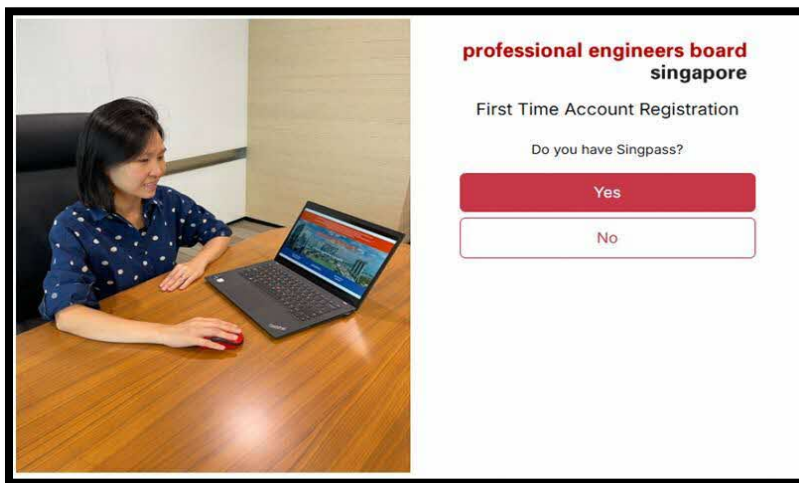 professional engineers board
singapore
First Time Account Registration
Do you have Singpass?
Yes
No